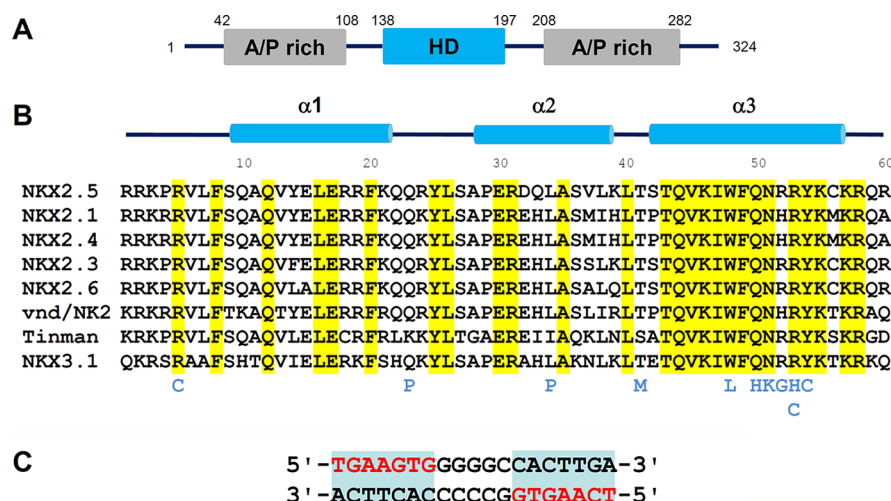 A
1
42
A/P rich
108
138
HD
197
208
A/P rich
282
324
B
α1 α2 α3
10 20 30 40 50 60
NKX2.5 RRKPRVLFSQAQVYELERRFKQQRYLSAPERDQLASVLKLTSTQVKIWFQNRRYKCKRQR
NKX2.1 RRKRRVLFSQAQVYELERRFKQQKYLSAPEREHLASMIHLTPTQVKIWFQNHRYKMKRQA
NKX2.4 RRKRRVLFSQAQVYELERRFKQQKYLSAPEREHLASMIHLTPTQVKIWFQNHRYKMKRQA
NKX2.3 RRKPRVLFSQAQVFELERRFKQQRYLSAPEREHLASSLKLTSTQVKIWFQNRRYKCKRQR
NKX2.6 RRKPRVLFSQAQVLALERRFKQQRYLSAPEREHLASALQLTSTQVKIWFQNRRYKCKRQR
vnd/NK2 KRKRRVLFTKAQTYELERRFRQQRYLSAPEREHLASLIRLTPTQVKIWFQNHRYKTKRAQ
Tinman KRKPRVLFSQAQVLELECRFRLKKYLTGAEREIIAQKLNLSATQVKIWFQNRRYKSKRGD
NKX3.1 QKRSRAAFSHTQVIELERKFSHQKYLSAPERAHLAKNLKLTETQVKIWFQNRRYKTKRKQ
C P P M L HKGHC
C
C
5'-TGAAGTGGGGGCCACTTGA-3'
3'-ACTTCACCCCCGGTGAACT-5'